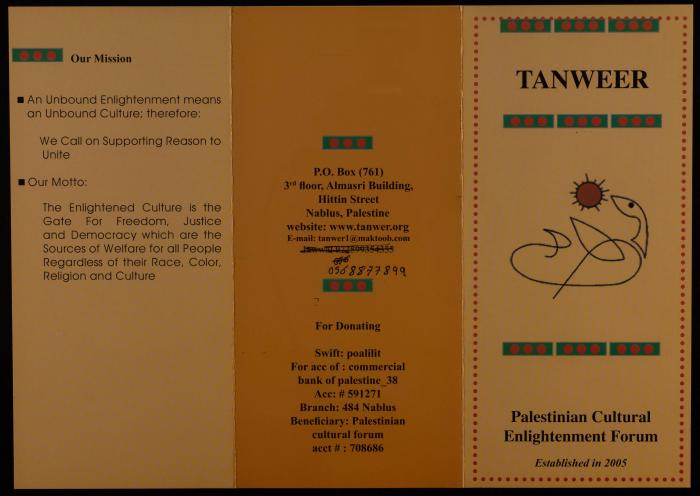 Our Mission
An Unbound Enlightenment means
an Unbound Culture; therefore:
We Call on Supporting Reason to
Unite
Our Motto:
The Enlightened Culture is the
Gate For Freedom, Justice
and Democracy which are the
Sources of Welfare for all People
Regardless of their Race, Color,
Religion and Culture
P.O. Box (761)
3rd floor, Almasri Building,
Hittin Street
Nablus, Palestine
website: www.tanwer.org
E-mail: tanwer1@maktoob.com
0568877899
?
For Donating
Swift: poalilit
For acc of : commercial
bank of palestine_38
Acc: # 591271
Branch: 484 Nablus
Beneficiary: Palestinian
cultural forum
acct # : 708686
TANWEER
Palestinian Cultural
Enlightenment Forum
Established in 2005